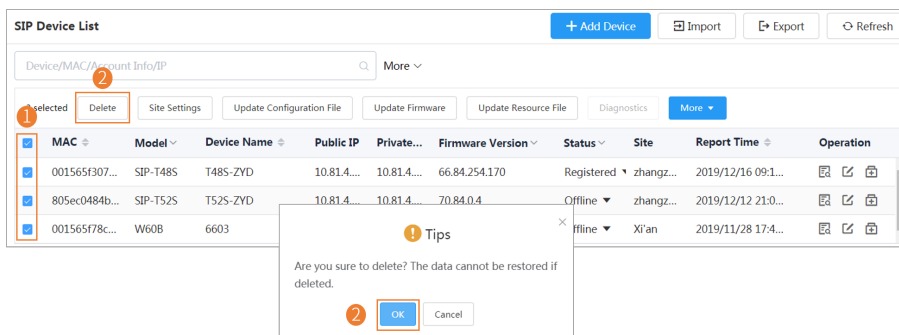 SIP Device List + Add Device Import Export Refresh
Device/MAC/Account Info/IP More
2
selected Delete Site Settings Update Configuration File Update Firmware Update Resource File Diagnostics More
1
MAC Model Device Name Public IP Private... Firmware Version Status Site Report Time Operation
001565f307... SIP-T48S T48S-ZYD 10.81.4.... 10.81.4.... 66.84.254.170 Registered zhangz... 2019/12/16 09:1...
805ec0484b... SIP-T52S T52S-ZYD 10.81.4.... 10.81.4.... 70.84.0.4 Offline zhangz... 2019/12/12 21:0...
001565f78c... W60B 6603 ffline Xi'an 2019/11/28 17:4...
Tips
Are you sure to delete? The data cannot be restored if
deleted.
2 OK Cancel